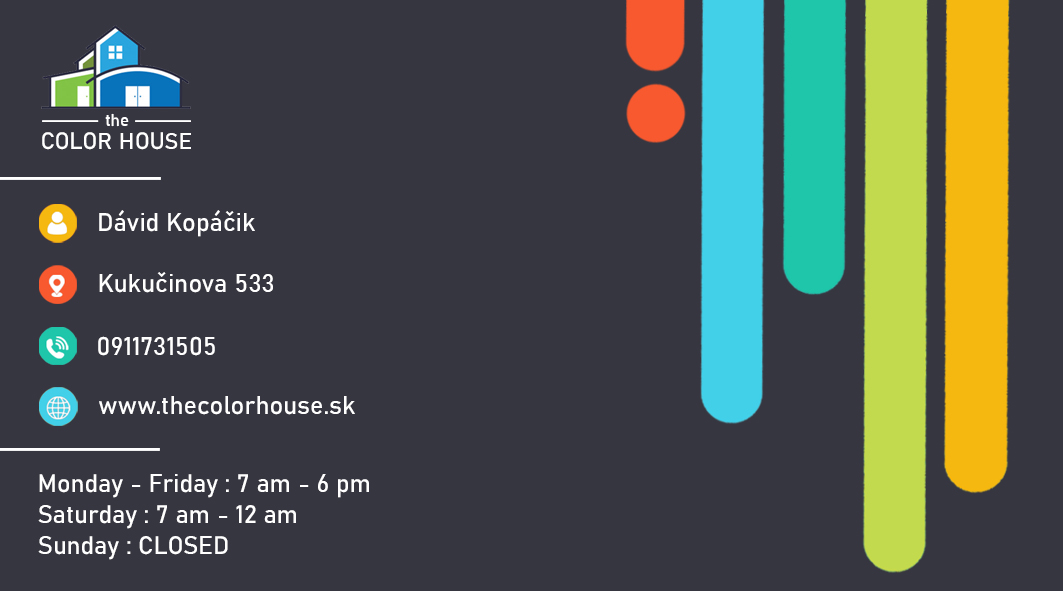 the
COLOR HOUSE
Dávid Kopáčik
Kukučinova 533
0911731505
www.thecolorhouse.sk
Monday - Friday : 7 am - 6 pm
Saturday : 7 am - 12 am
Sunday : CLOSED